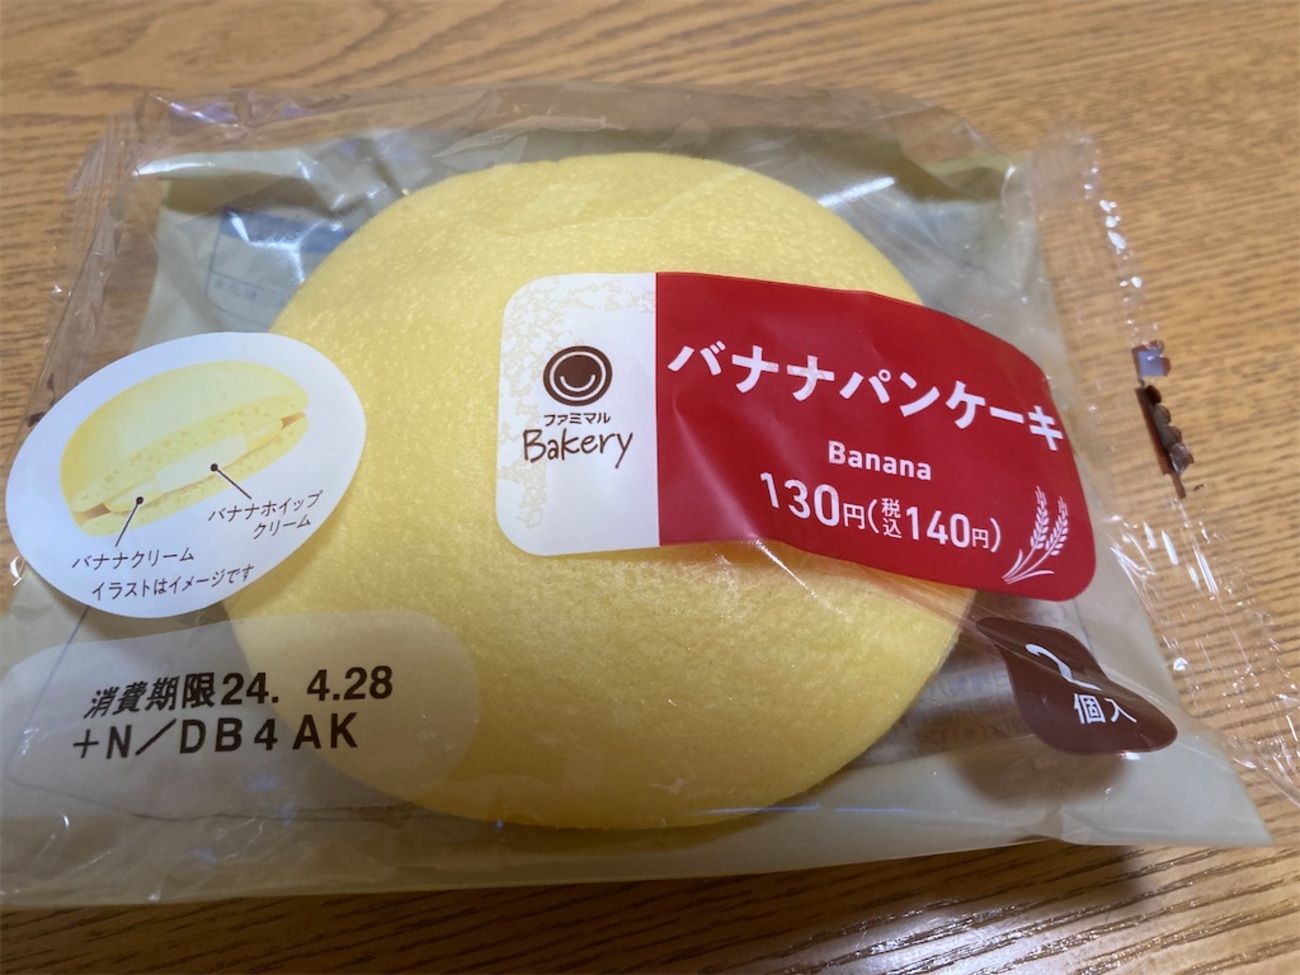 ファミマル
Bakery
バナナパンケーキ
Banana
130円(税込140円)
バナナホイップ
クリーム
バナナクリーム
イラストはイメージです
消費期限24. 4.28
+N/DB4 AK
2
個入